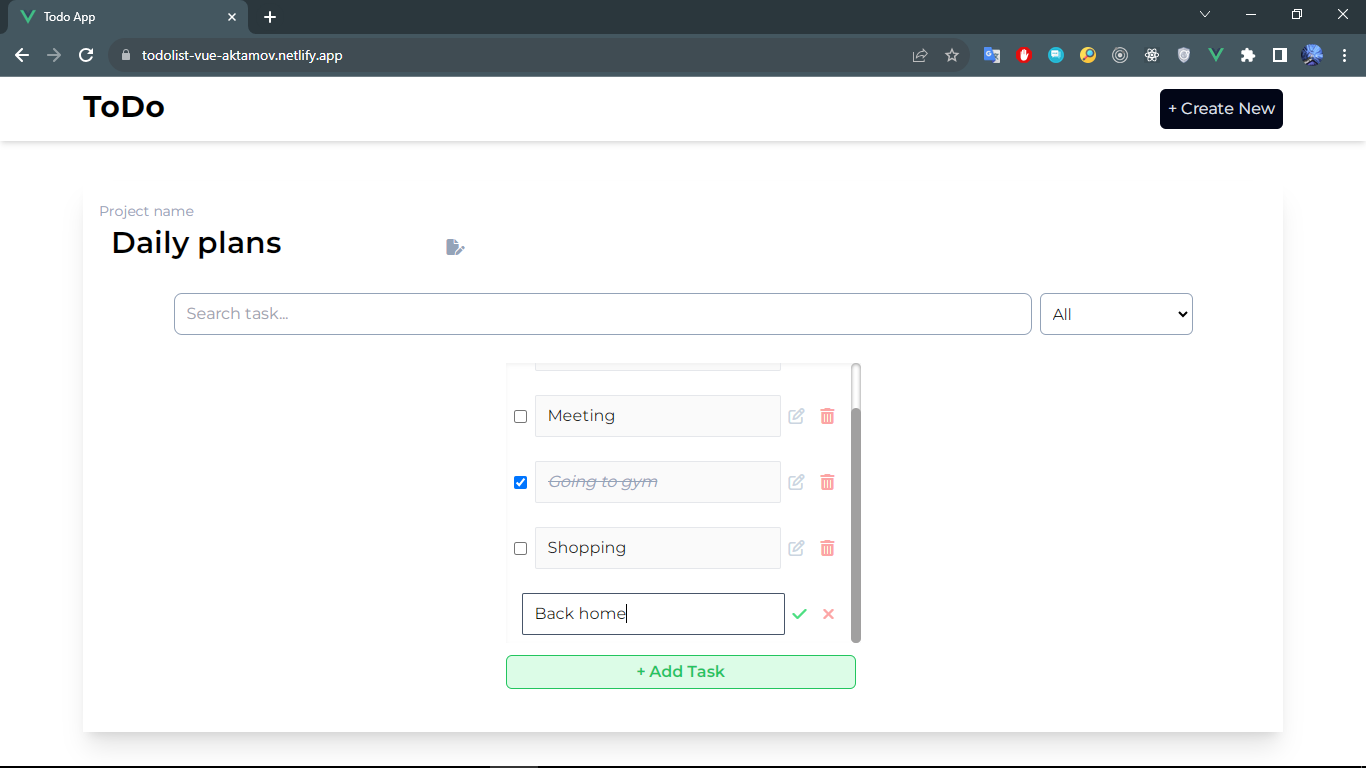 Todo App
todolist-vue-aktamov.netlify.app
ToDo
+ Create New
Project name
Daily plans
Search task...
All
Meeting
Going to gym
Shopping
Back home
+ Add Task